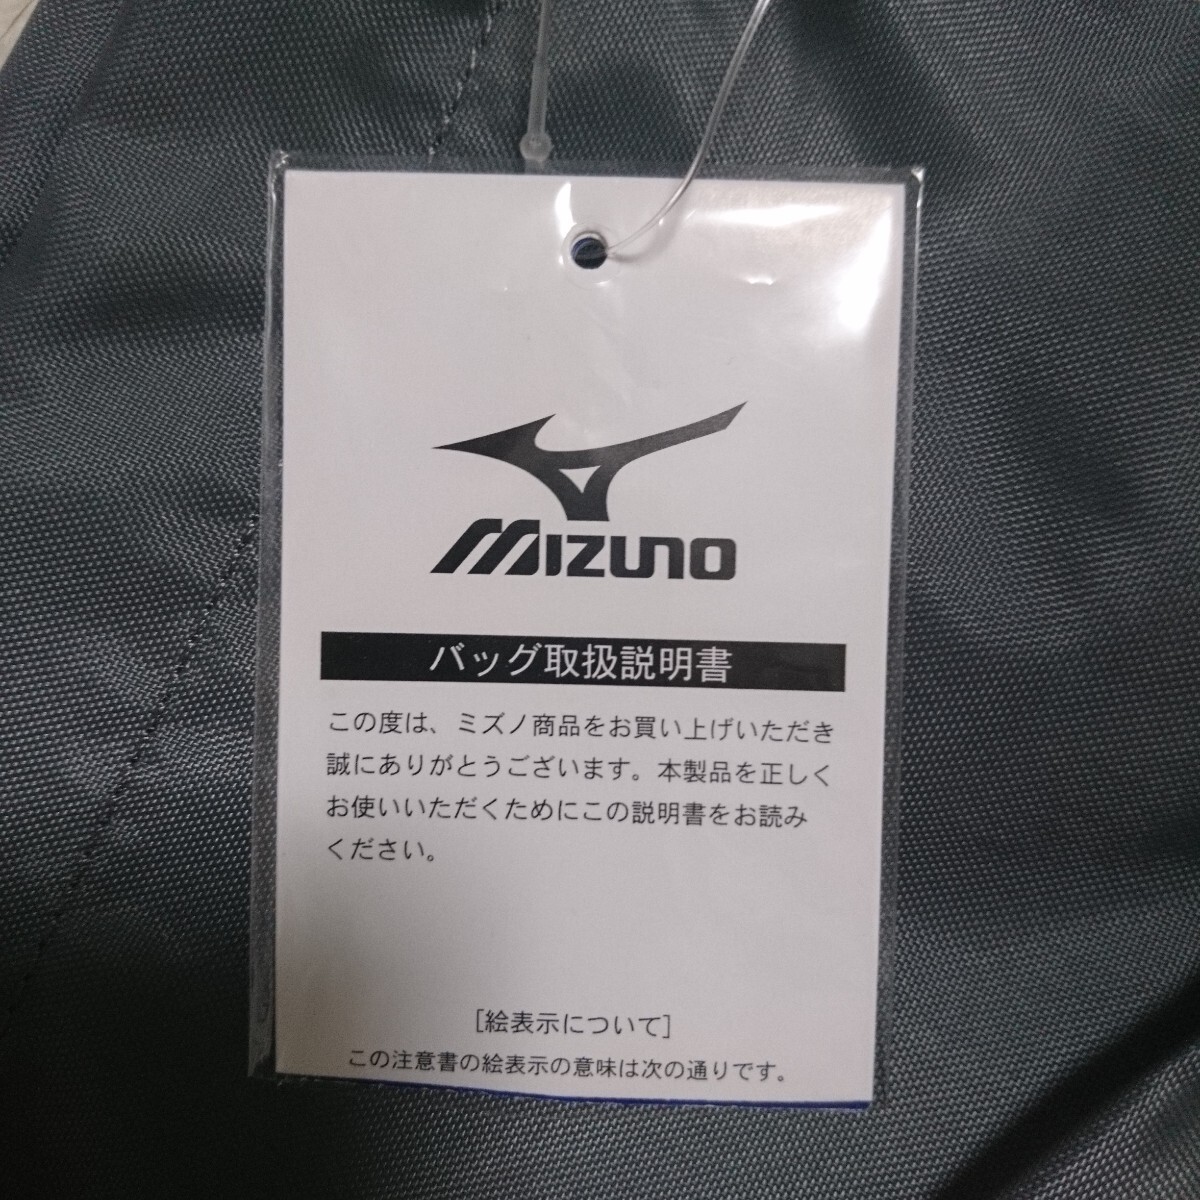 MIZUNO
バッグ取扱説明書
この度は、ミズノ商品をお買い上げいただき
誠にありがとうございます。本製品を正しく
お使いいただくためにこの説明書をお読み
ください。
［絵表示について］
この注意書の絵表示の意味は次の通りです。